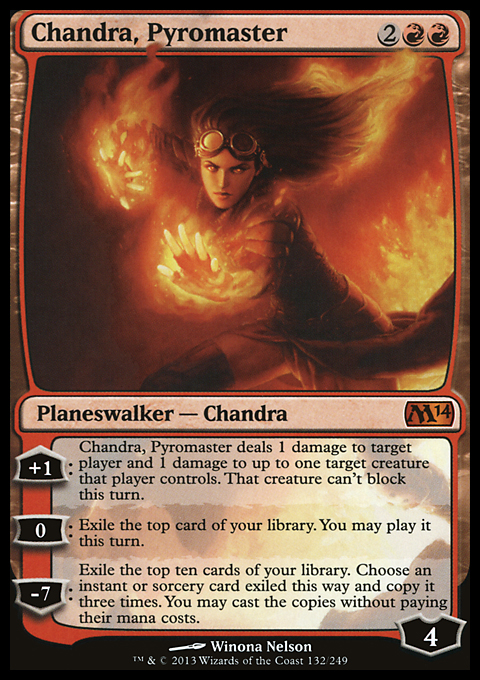 Chandra, Pyromaster 2
Planeswalker — Chandra M14
+1: Chandra, Pyromaster deals 1 damage to target
player and 1 damage to up to one target creature
that player controls. That creature can't block
this turn.
0: Exile the top card of your library. You may play it
this turn.
-7: Exile the top ten cards of your library. Choose an
instant or sorcery card exiled this way and copy it
three times. You may cast the copies without paying
their mana costs.
4
Winona Nelson
™ & © 2013 Wizards of the Coast 132/249